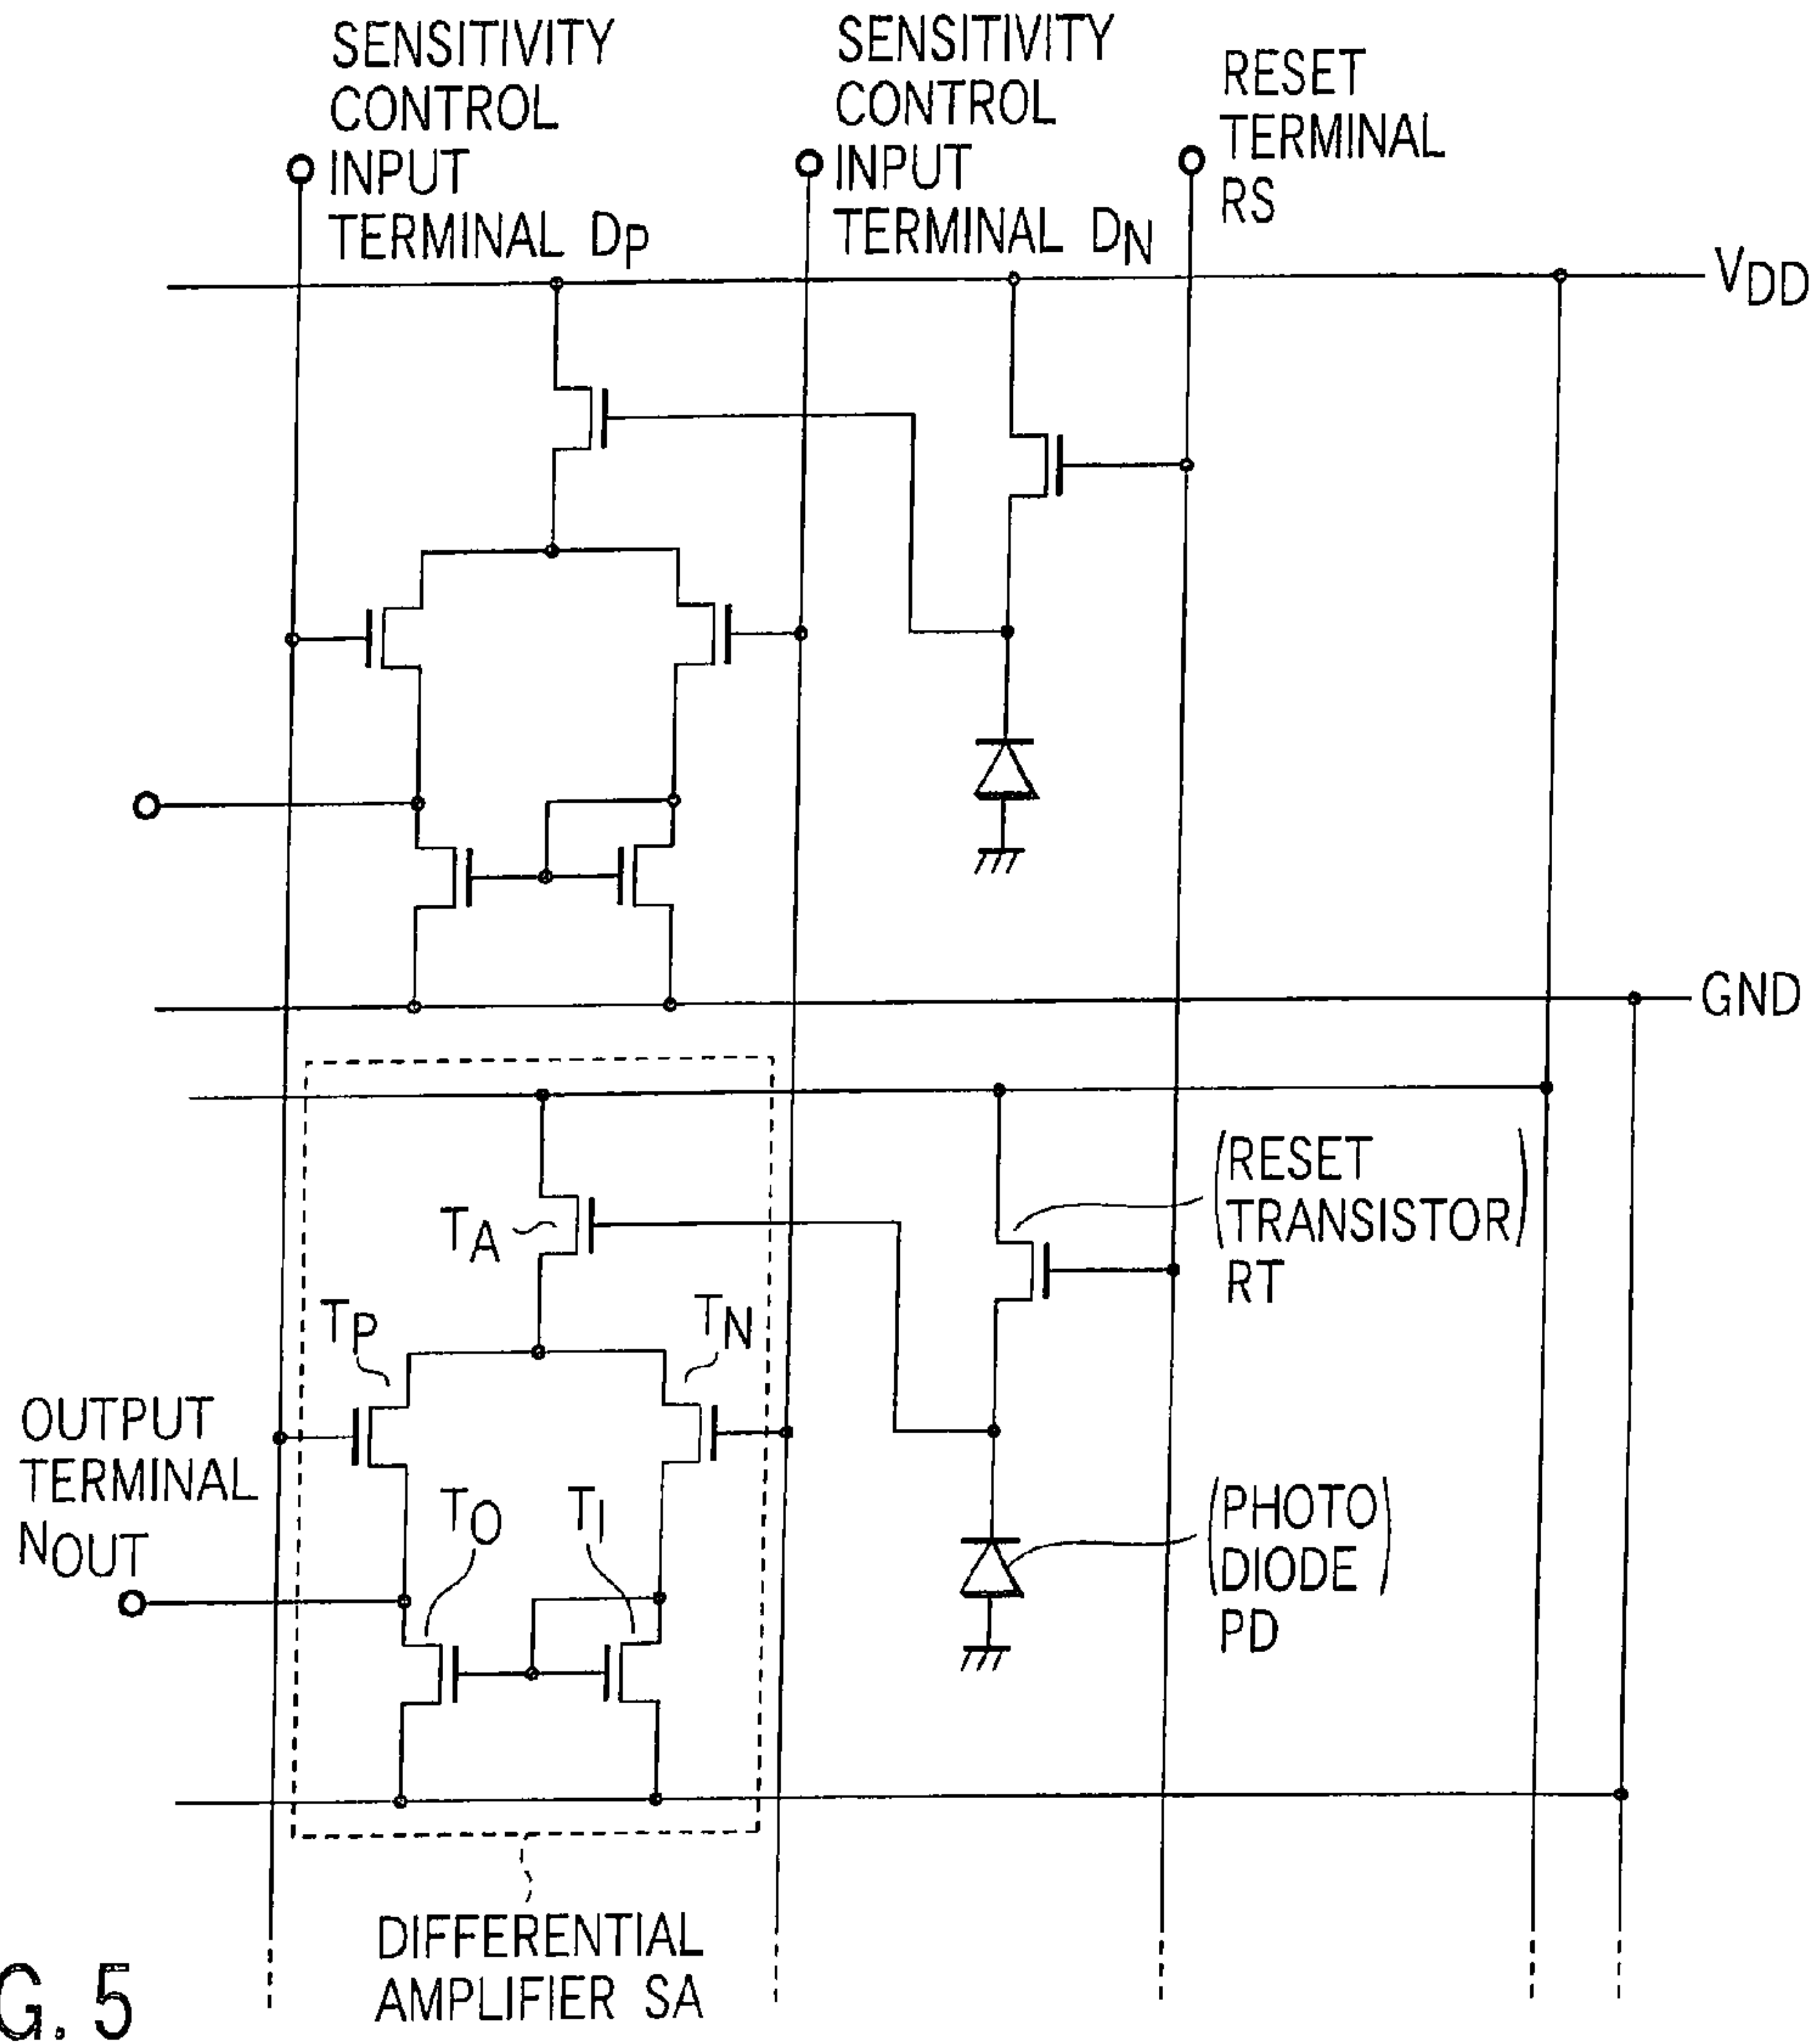 SENSITIVITY
CONTROL
INPUT
TERMINAL DP
SENSITIVITY
CONTROL
INPUT
TERMINAL DN
RESET
TERMINAL
RS
VDD
GND
TA
(RESET
TRANSISTOR)
RT
TP
TN
OUTPUT
TERMINAL
NOUT
TO
TI
(PHOTO
DIODE)
PD
DIFFERENTIAL
AMPLIFIER SA
G. 5